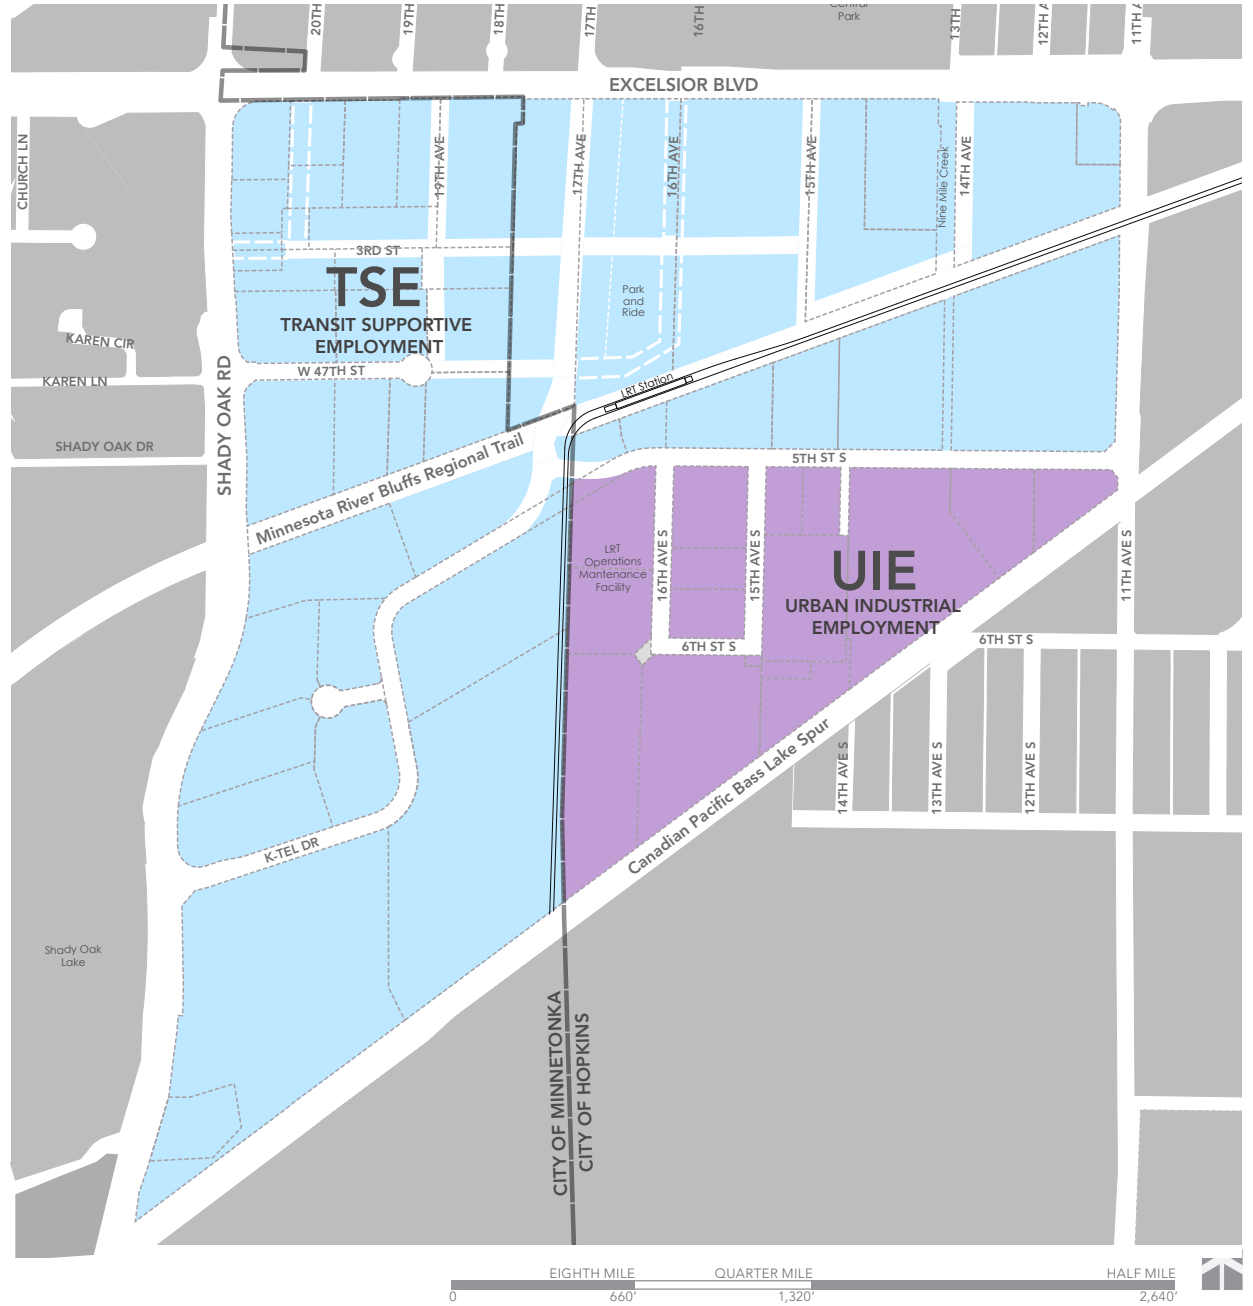 Central
Park
20TH
19TH
18TH
17TH
16TH
13TH
12TH A
11TH A
EXCELSIOR BLVD
CHURCH LN
19TH AVE
17TH AVE
16TH AVE
15TH AVE
Nine Mile Creek
14TH AVE
3RD ST
TSE
TRANSIT SUPPORTIVE
EMPLOYMENT
Park
and
Ride
KAREN CIR
W 47TH ST
KAREN LN
LRT Station
SHADY OAK RD
SHADY OAK DR
Minnesota River Bluffs Regional Trail
5TH ST S
LRT
Operations
Mantenance
Facility
16TH AVE S
15TH AVE S
UIE
URBAN INDUSTRIAL
EMPLOYMENT
11TH AVE S
6TH ST S
6TH ST S
Canadian Pacific Bass Lake Spur
14TH AVE S
13TH AVE S
12TH AVE S
K-TEL DR
Shady Oak
Lake
CITY OF MINNETONKA
CITY OF HOPKINS
EIGHTH MILE
QUARTER MILE
HALF MILE
0
660'
1,320'
2,640'